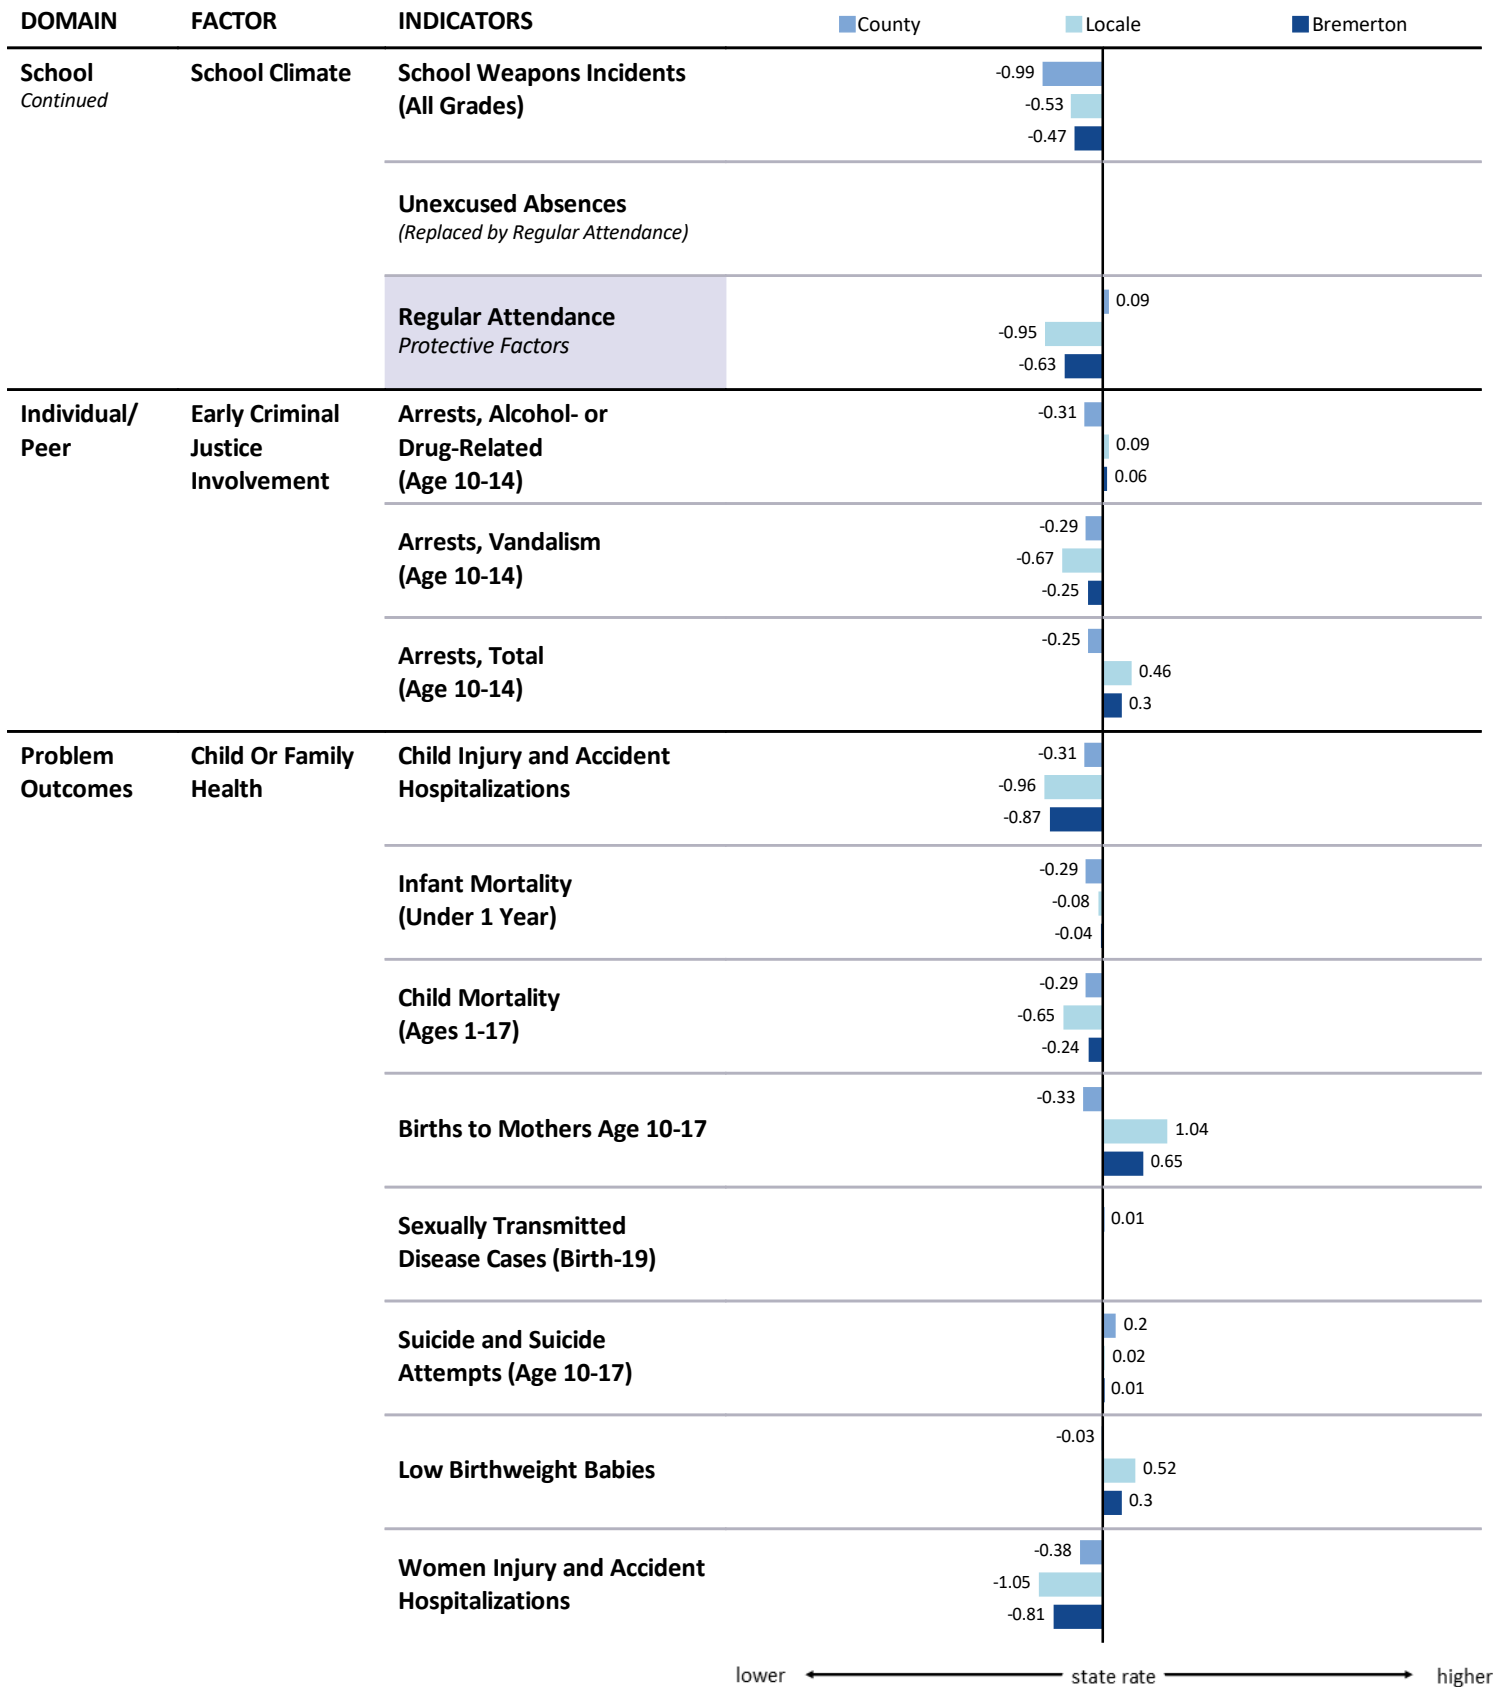 DOMAIN FACTOR INDICATORS County Locale Bremerton
School School Climate School Weapons Incidents
Continued (All Grades)
-0.99
-0.53
-0.47
Unexcused Absences
(Replaced by Regular Attendance)
Regular Attendance
Protective Factors
0.09
-0.95
-0.63
Individual/ Early Criminal Arrests, Alcohol- or
Peer Justice Drug-Related
Involvement (Age 10-14)
-0.31
0.09
0.06
Arrests, Vandalism
(Age 10-14)
-0.29
-0.67
-0.25
Arrests, Total
(Age 10-14)
-0.25
0.46
0.3
Problem Child Or Family Child Injury and Accident
Outcomes Health Hospitalizations
-0.31
-0.96
-0.87
Infant Mortality
(Under 1 Year)
-0.29
-0.08
-0.04
Child Mortality
(Ages 1-17)
-0.29
-0.65
-0.24
Births to Mothers Age 10-17
-0.33
1.04
0.65
Sexually Transmitted
Disease Cases (Birth-19)
0.01
Suicide and Suicide
Attempts (Age 10-17)
0.2
0.02
0.01
Low Birthweight Babies
-0.03
0.52
0.3
Women Injury and Accident
Hospitalizations
-0.38
-1.05
-0.81
lower state rate higher